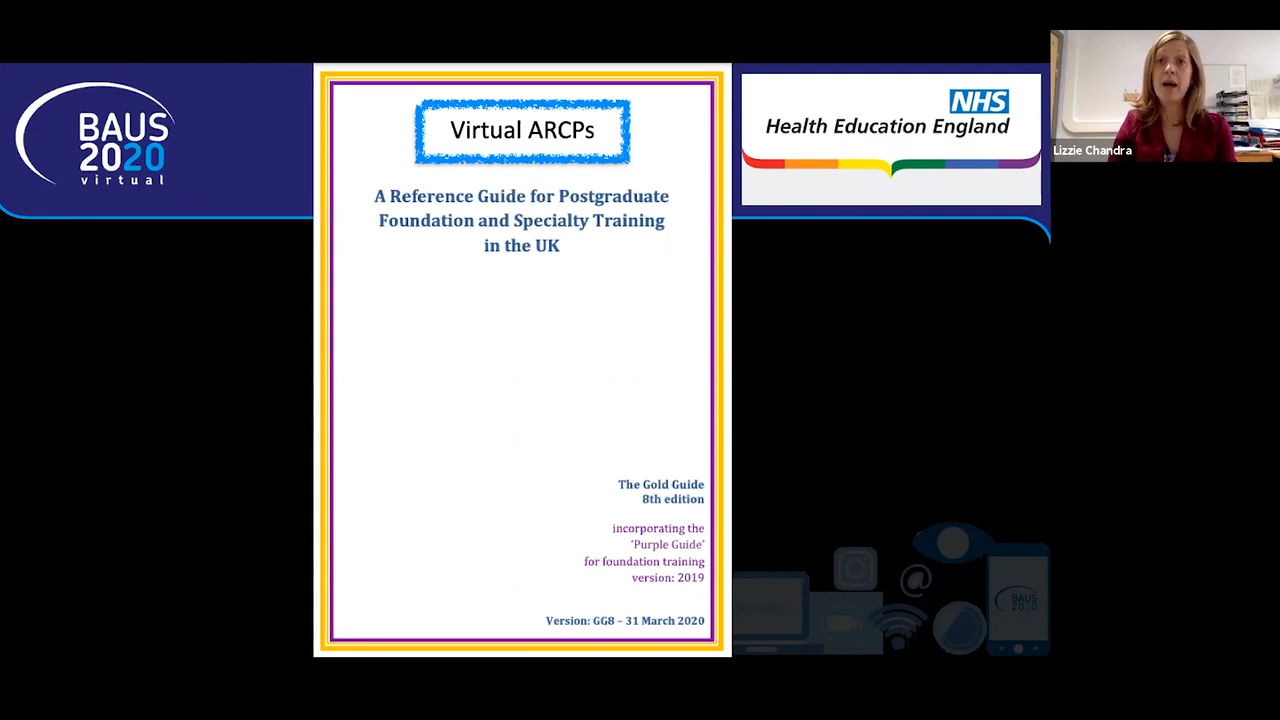 BAUS
2020
virtual
Virtual ARCPs
A Reference Guide for Postgraduate
Foundation and Specialty Training
in the UK
The Gold Guide
8th edition
incorporating the
‘Purple Guide’
for foundation training
version: 2019
Version: GG8 – 31 March 2020
NHS
Health Education England
Lizzie Chandra
@
BAUS
2020